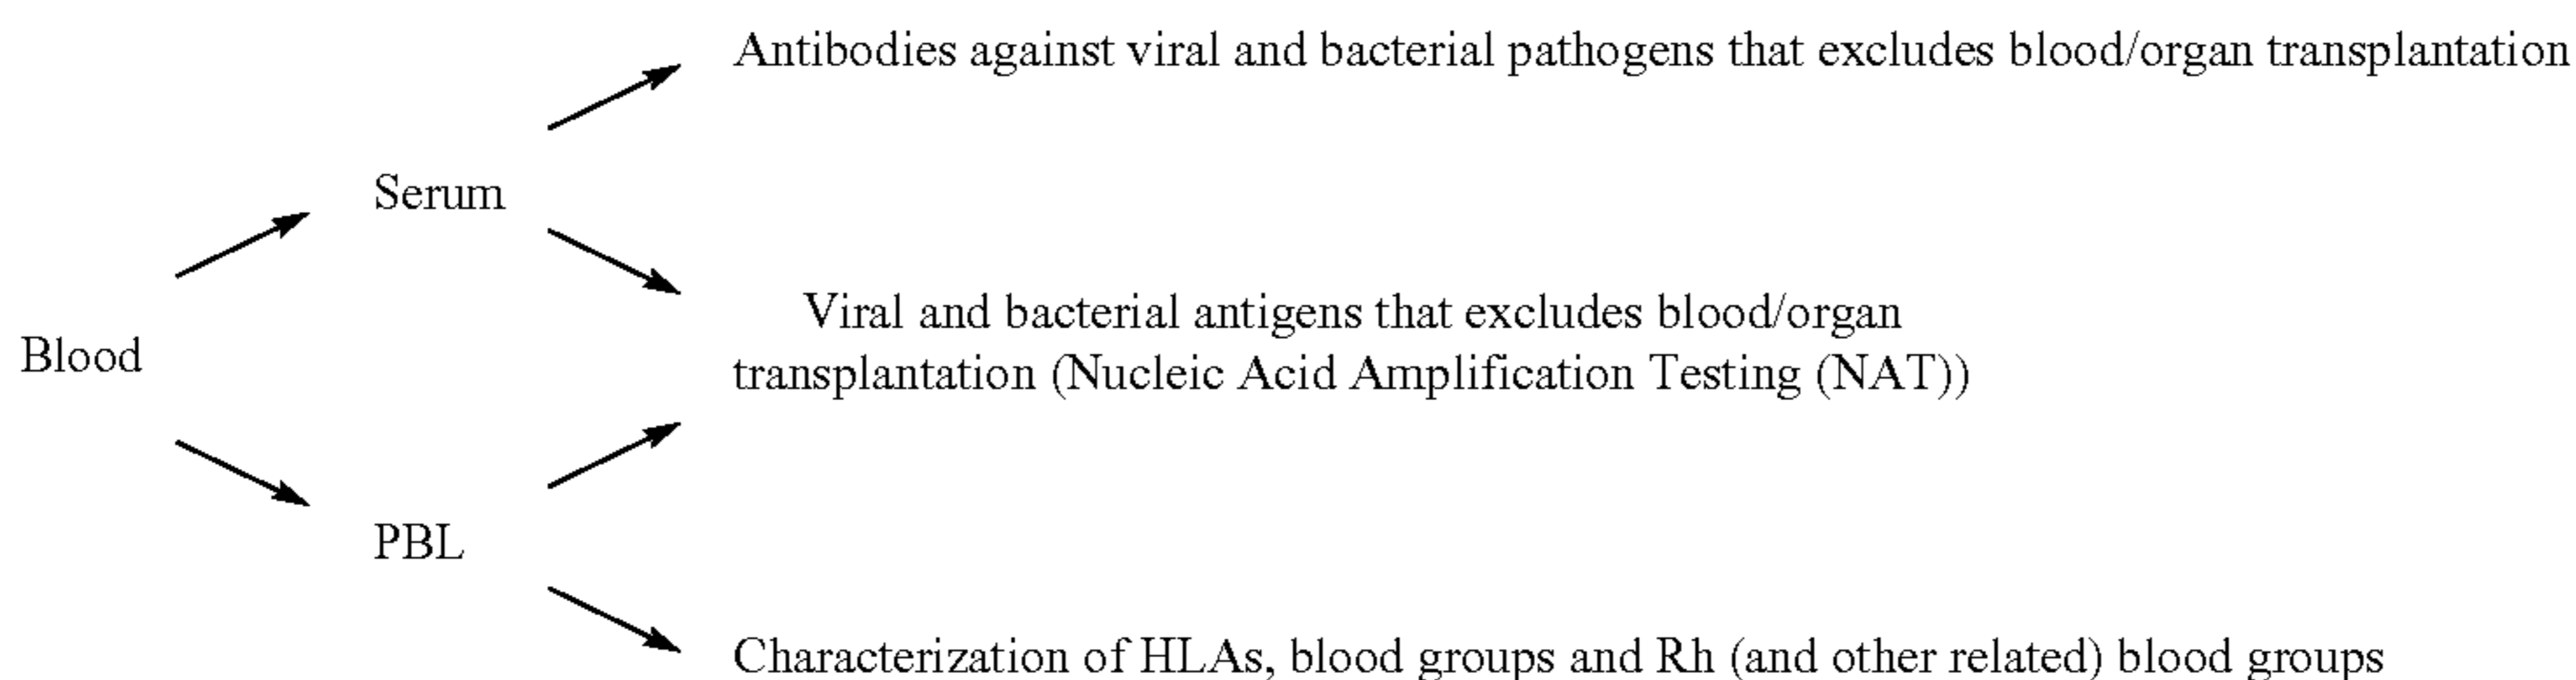 Antibodies against viral and bacterial pathogens that excludes blood/organ transplantation
Serum
Viral and bacterial antigens that excludes blood/organ
transplantation (Nucleic Acid Amplification Testing (NAT))
Blood
PBL
Characterization of HLAs, blood groups and Rh (and other related) blood groups